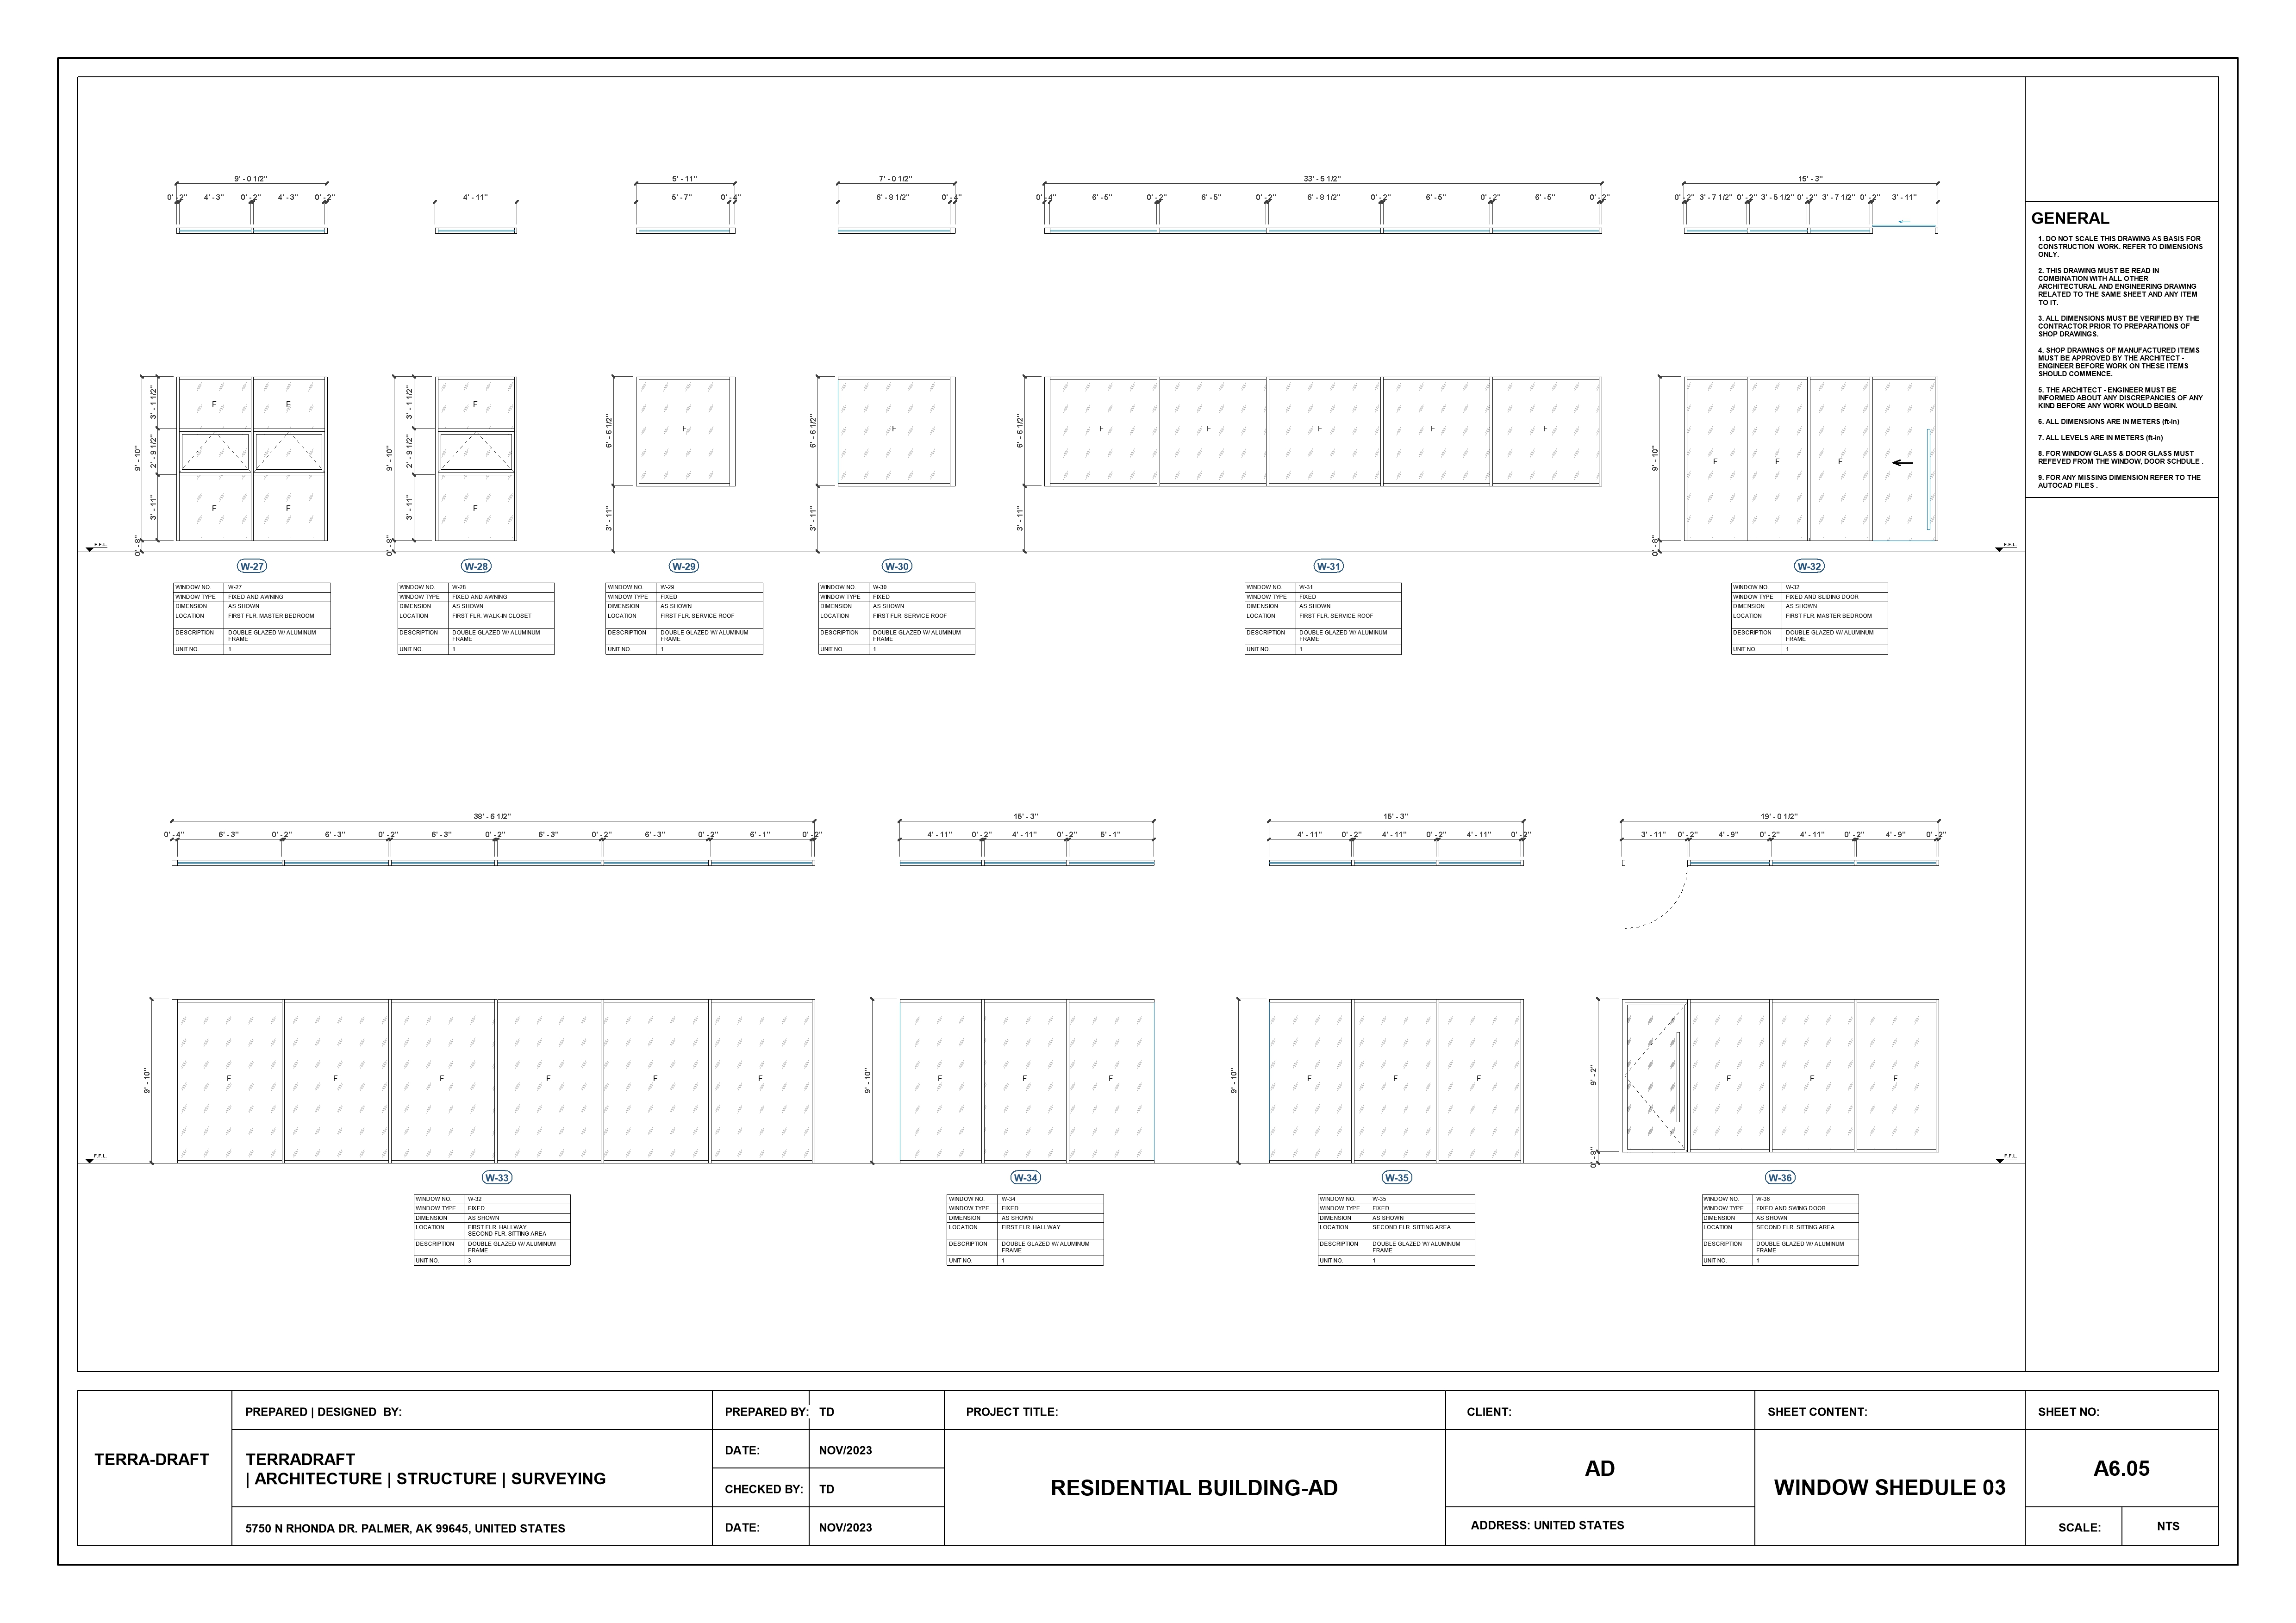 9' - 0 1/2"
0' - 2" 4' - 3" 0' - 2" 4' - 3" 0' - 2"
4' - 11"
5' - 11"
5' - 7" 0' - 4"
7' - 0 1/2"
6' - 8 1/2" 0' - 4"
33' - 5 1/2"
0' - 4" 6' - 5" 0' - 2" 6' - 5" 0' - 2" 6' - 8 1/2" 0' - 2" 6' - 5" 0' - 2" 6' - 5" 0' - 2"
15' - 3"
0' - 2" 3' - 7 1/2" 0' - 2" 3' - 5 1/2" 0' - 2" 3' - 7 1/2" 0' - 2" 3' - 11"
9' - 10"
0' - 8"
3' - 1 1/2"
2' - 9 1/2"
3' - 11"
F F
F F
9' - 10"
0' - 8"
3' - 1 1/2"
2' - 9 1/2"
3' - 11"
F
F
6' - 6 1/2"
3' - 11"
F
6' - 6 1/2"
3' - 11"
F
6' - 6 1/2"
3' - 11"
F F F F F
9' - 10"
0' - 8"
F F F
F.F.L.
F.F.L.
W-27
WINDOW NO. W-27
WINDOW TYPE FIXED AND AWNING
DIMENSION AS SHOWN
LOCATION FIRST FLR. MASTER BEDROOM
DESCRIPTION DOUBLE GLAZED W/ ALUMINUM
FRAME
UNIT NO. 1
W-28
WINDOW NO. W-28
WINDOW TYPE FIXED AND AWNING
DIMENSION AS SHOWN
LOCATION FIRST FLR. WALK-IN CLOSET
DESCRIPTION DOUBLE GLAZED W/ ALUMINUM
FRAME
UNIT NO. 1
W-29
WINDOW NO. W-29
WINDOW TYPE FIXED
DIMENSION AS SHOWN
LOCATION FIRST FLR. SERVICE ROOF
DESCRIPTION DOUBLE GLAZED W/ ALUMINUM
FRAME
UNIT NO. 1
W-30
WINDOW NO. W-30
WINDOW TYPE FIXED
DIMENSION AS SHOWN
LOCATION FIRST FLR. SERVICE ROOF
DESCRIPTION DOUBLE GLAZED W/ ALUMINUM
FRAME
UNIT NO. 1
W-31
WINDOW NO. W-31
WINDOW TYPE FIXED
DIMENSION AS SHOWN
LOCATION FIRST FLR. SERVICE ROOF
DESCRIPTION DOUBLE GLAZED W/ ALUMINUM
FRAME
UNIT NO. 1
W-32
WINDOW NO. W-32
WINDOW TYPE FIXED AND SLIDING DOOR
DIMENSION AS SHOWN
LOCATION FIRST FLR. MASTER BEDROOM
DESCRIPTION DOUBLE GLAZED W/ ALUMINUM
FRAME
UNIT NO. 1
38' - 6 1/2"
0' - 4" 6' - 3" 0' - 2" 6' - 3" 0' - 2" 6' - 3" 0' - 2" 6' - 3" 0' - 2" 6' - 3" 0' - 2" 6' - 1" 0' - 2"
15' - 3"
4' - 11" 0' - 2" 4' - 11" 0' - 2" 5' - 1"
15' - 3"
4' - 11" 0' - 2" 4' - 11" 0' - 2" 4' - 11" 0' - 2"
19' - 0 1/2"
3' - 11" 0' - 2" 4' - 9" 0' - 2" 4' - 11" 0' - 2" 4' - 9" 0' - 2"
9' - 10"
F F F F F F
9' - 10"
F F F
9' - 10"
F F F
9' - 2"
0' - 8"
F F F
F.F.L.
F.F.L.
W-33
WINDOW NO. W-32
WINDOW TYPE FIXED
DIMENSION AS SHOWN
LOCATION FIRST FLR. HALLWAY
SECOND FLR. SITTING AREA
DESCRIPTION DOUBLE GLAZED W/ ALUMINUM
FRAME
UNIT NO. 3
W-34
WINDOW NO. W-34
WINDOW TYPE FIXED
DIMENSION AS SHOWN
LOCATION FIRST FLR. HALLWAY
DESCRIPTION DOUBLE GLAZED W/ ALUMINUM
FRAME
UNIT NO. 1
W-35
WINDOW NO. W-35
WINDOW TYPE FIXED
DIMENSION AS SHOWN
LOCATION SECOND FLR. SITTING AREA
DESCRIPTION DOUBLE GLAZED W/ ALUMINUM
FRAME
UNIT NO. 1
W-36
WINDOW NO. W-36
WINDOW TYPE FIXED AND SWING DOOR
DIMENSION AS SHOWN
LOCATION SECOND FLR. SITTING AREA
DESCRIPTION DOUBLE GLAZED W/ ALUMINUM
FRAME
UNIT NO. 1
GENERAL
1. DO NOT SCALE THIS DRAWING AS BASIS FOR
CONSTRUCTION WORK. REFER TO DIMENSIONS
ONLY.
2. THIS DRAWING MUST BE READ IN
COMBINATION WITH ALL OTHER
ARCHITECTURAL AND ENGINEERING DRAWING
RELATED TO THE SAME SHEET AND ANY ITEM
TO IT.
3. ALL DIMENSIONS MUST BE VERIFIED BY THE
CONTRACTOR PRIOR TO PREPARATIONS OF
SHOP DRAWINGS.
4. SHOP DRAWINGS OF MANUFACTURED ITEMS
MUST BE APPROVED BY THE ARCHITECT -
ENGINEER BEFORE WORK ON THESE ITEMS
SHOULD COMMENCE.
5. THE ARCHITECT - ENGINEER MUST BE
INFORMED ABOUT ANY DISCREPANCIES OF ANY
KIND BEFORE ANY WORK WOULD BEGIN.
6. ALL DIMENSIONS ARE IN METERS (ft-in)
7. ALL LEVELS ARE IN METERS (ft-in)
8. FOR WINDOW GLASS & DOOR GLASS MUST
REFEVED FROM THE WINDOW, DOOR SCHDULE .
9. FOR ANY MISSING DIMENSION REFER TO THE
AUTOCAD FILES .
TERRA-DRAFT
PREPARED | DESIGNED BY:
TERRADRAFT
| ARCHITECTURE | STRUCTURE | SURVEYING
5750 N RHONDA DR. PALMER, AK 99645, UNITED STATES
PREPARED BY: TD
DATE: NOV/2023
CHECKED BY: TD
DATE: NOV/2023
PROJECT TITLE:
RESIDENTIAL BUILDING-AD
CLIENT:
AD
ADDRESS: UNITED STATES
SHEET CONTENT:
WINDOW SHEDULE 03
SHEET NO:
A6.05
SCALE: NTS